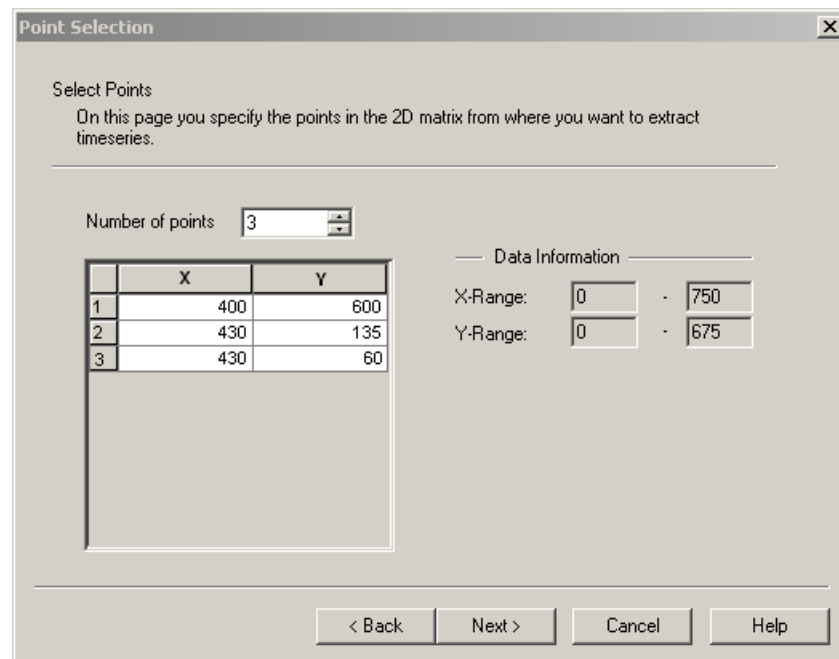 Point Selection
Select Points
On this page you specify the points in the 2D matrix from where you want to extract
timeseries.
Number of points 3
X Y
1 400 600
2 430 135
3 430 60
Data Information
X-Range: 0 - 750
Y-Range: 0 - 675
< Back Next > Cancel Help